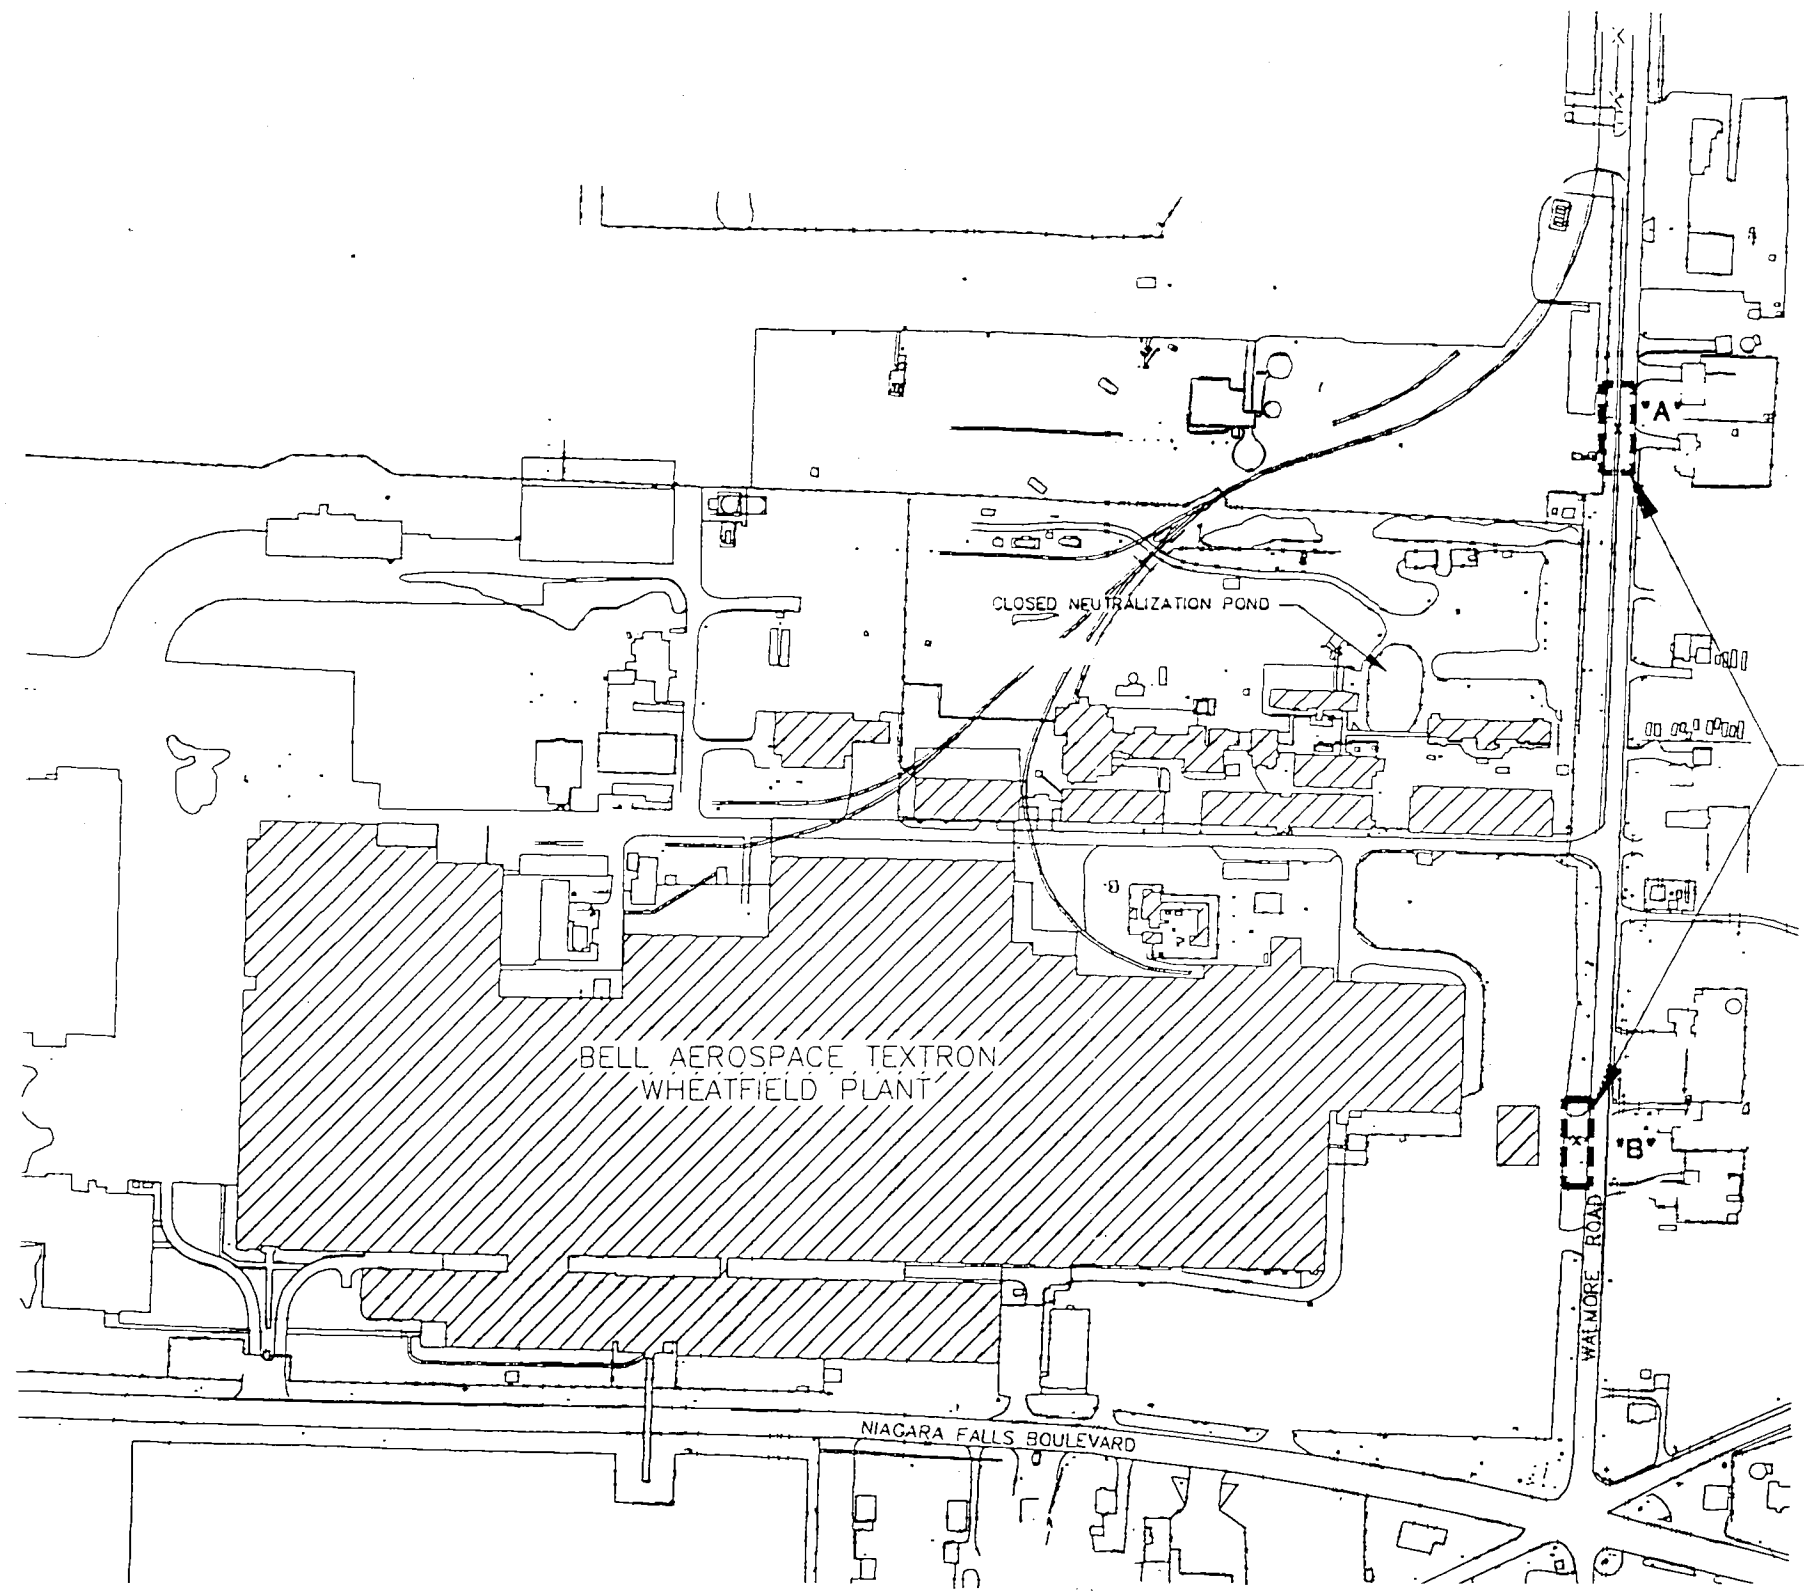 "A"
CLOSED NEUTRALIZATION POND
BELL AEROSPACE TEXTRON
WHEATFIELD PLANT
"B"
WALMORE ROAD
NIAGARA FALLS BOULEVARD